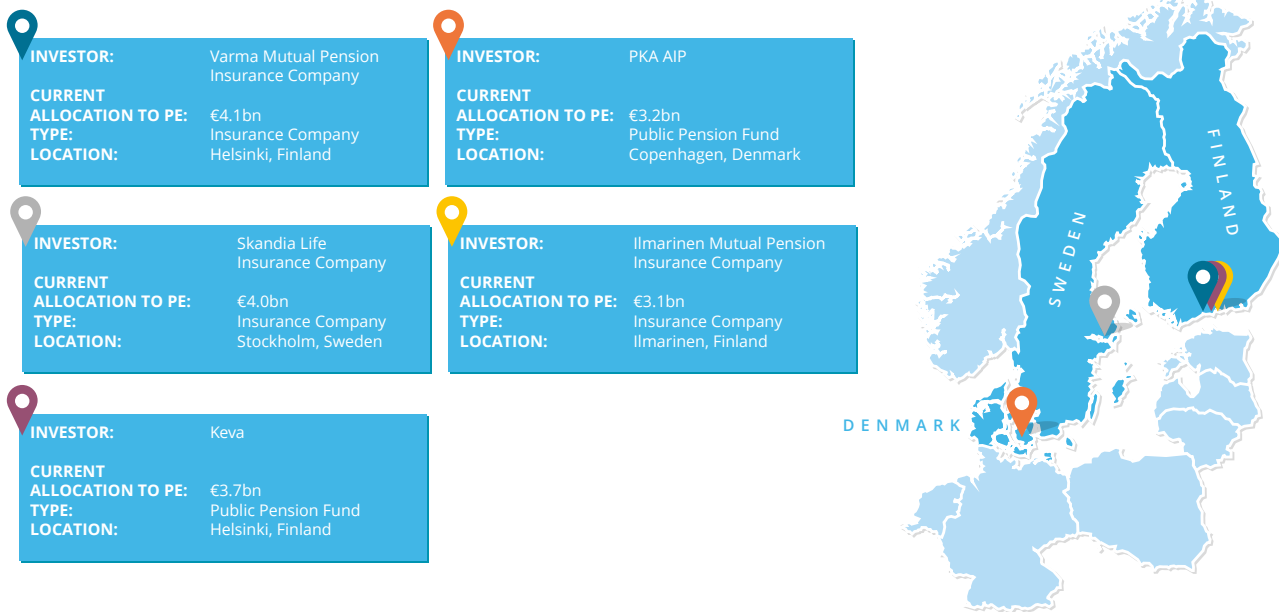 INVESTOR: Varma Mutual Pension
Insurance Company
CURRENT
ALLOCATION TO PE: €4.1bn
TYPE: Insurance Company
LOCATION: Helsinki, Finland
INVESTOR: PKA AIP
CURRENT
ALLOCATION TO PE: €3.2bn
TYPE: Public Pension Fund
LOCATION: Copenhagen, Denmark
INVESTOR: Skandia Life
Insurance Company
CURRENT
ALLOCATION TO PE: €4.0bn
TYPE: Insurance Company
LOCATION: Stockholm, Sweden
INVESTOR: Ilmarinen Mutual Pension
Insurance Company
CURRENT
ALLOCATION TO PE: €3.1bn
TYPE: Insurance Company
LOCATION: Ilmarinen, Finland
INVESTOR: Keva
CURRENT
ALLOCATION TO PE: €3.7bn
TYPE: Public Pension Fund
LOCATION: Helsinki, Finland
FINLAND
SWEDEN
DENMARK